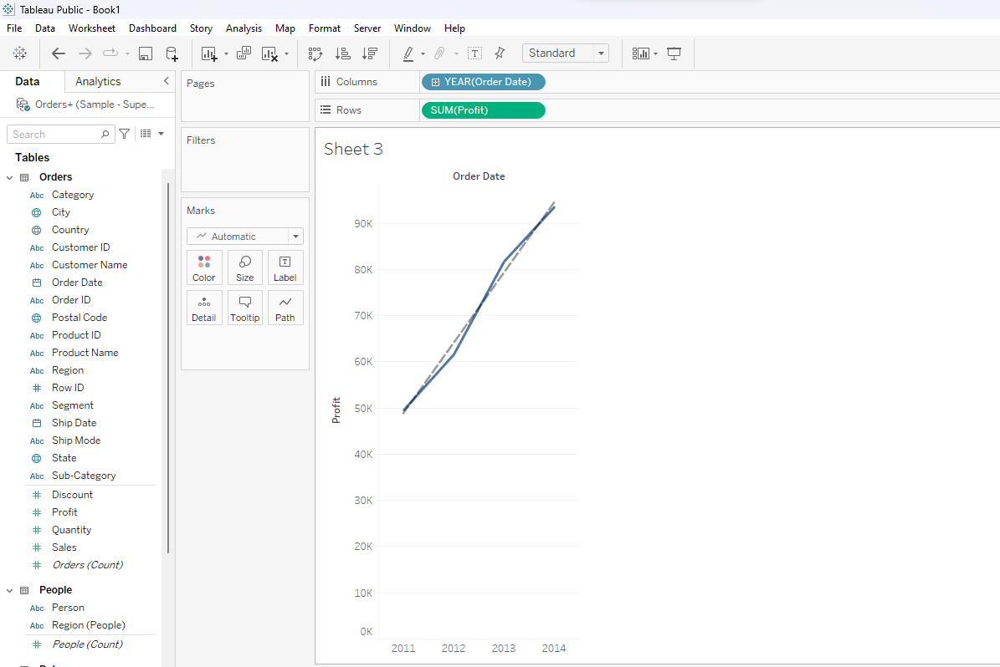 Tableau Public - Book1
File Data Worksheet Dashboard Story Analysis Map Format Server Window Help
Standard
Data Analytics
Orders+ (Sample - Supe...
Search
Tables
Orders
Abc Category
City
Country
Abc Customer ID
Abc Customer Name
Order Date
Abc Order ID
Postal Code
Abc Product ID
Abc Product Name
Abc Region
Row ID
Abc Segment
Ship Date
Abc Ship Mode
State
Abc Sub-Category
Discount
Profit
Quantity
Sales
Orders (Count)
People
Abc Person
Abc Region (People)
People (Count)
Pages
Filters
Marks
Automatic
Color Size Label
Detail Tooltip Path
Columns YEAR(Order Date)
Rows SUM(Profit)
Sheet 3
Order Date
Profit
90K
80K
70K
60K
50K
40K
30K
20K
10K
0K
2011 2012 2013 2014